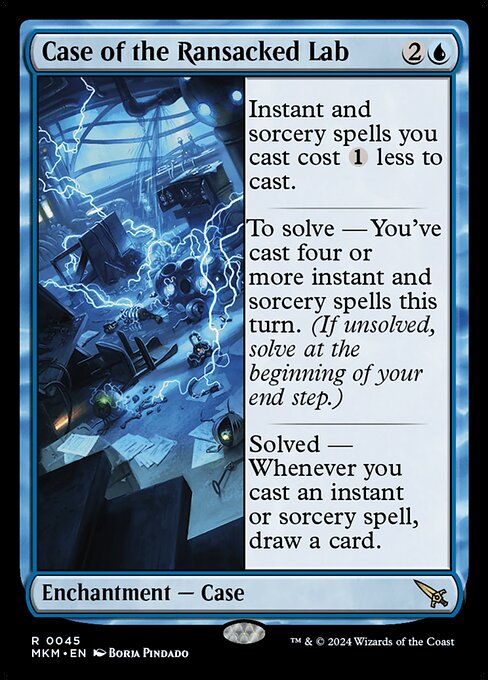 Case of the Ransacked Lab 2
Instant and
sorcery spells you
cast cost 1 less to
cast.
To solve — You've
cast four or
more instant and
sorcery spells this
turn. (If unsolved,
solve at the
beginning of your
end step.)
Solved —
Whenever you
cast an instant
or sorcery spell,
draw a card.
Enchantment — Case
R 0045
MKM • EN Borja Pindado
™ & © 2024 Wizards of the Coast